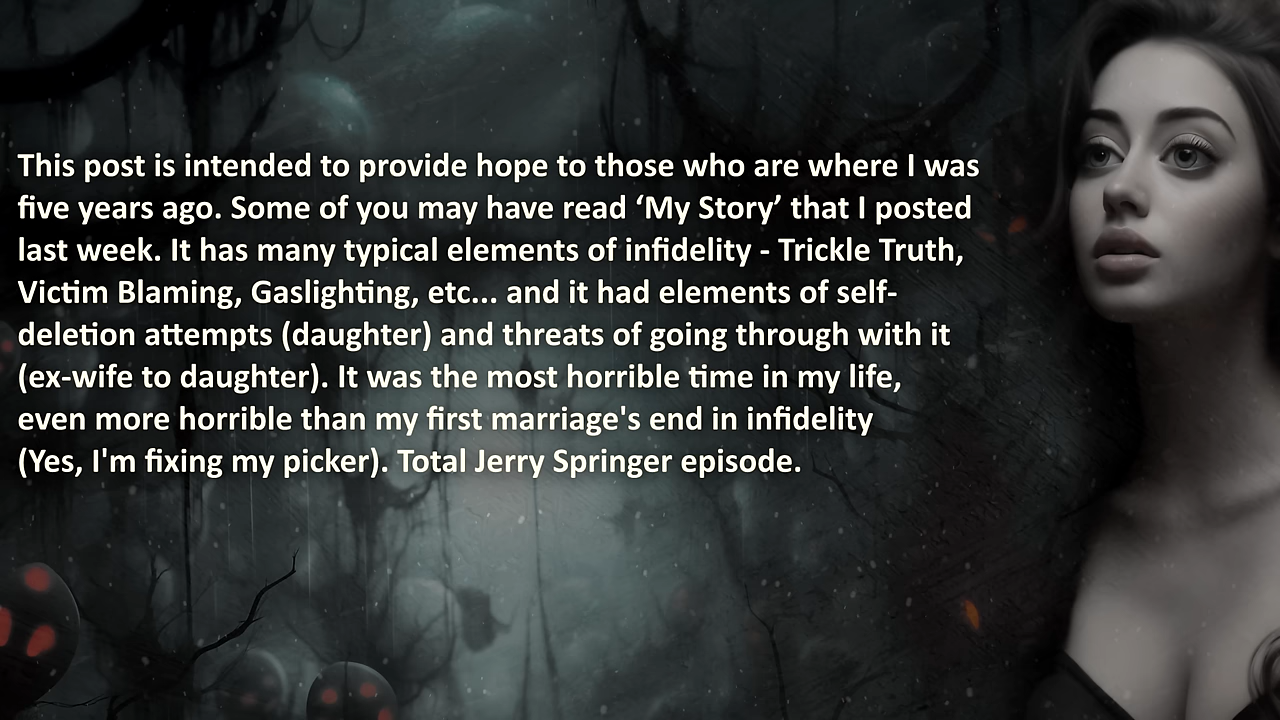 This post is intended to provide hope to those who are where I was
five years ago. Some of you may have read ‘My Story’ that I posted
last week. It has many typical elements of infidelity - Trickle Truth,
Victim Blaming, Gaslighting, etc... and it had elements of self-
deletion attempts (daughter) and threats of going through with it
(ex-wife to daughter). It was the most horrible time in my life,
even more horrible than my first marriage's end in infidelity
(Yes, I'm fixing my picker). Total Jerry Springer episode.